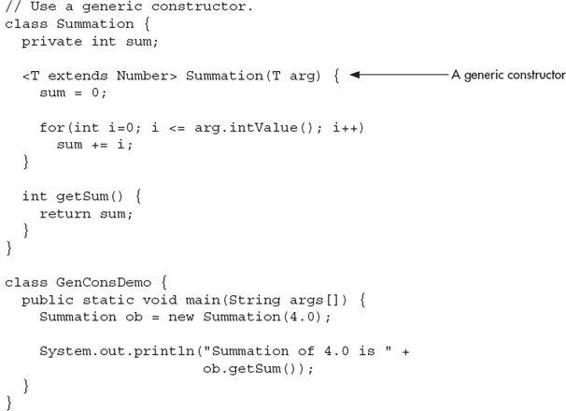 // Use a generic constructor.
class Summation {
  private int sum;

  <T extends Number> Summation(T arg) { A generic constructor
    sum = 0;

    for(int i=0; i <= arg.intValue(); i++)
      sum += i;
  }

  int getSum() {
    return sum;
  }
}

class GenConsDemo {
  public static void main(String args[]) {
    Summation ob = new Summation(4.0);

    System.out.println("Summation of 4.0 is " +
                       ob.getSum());
  }
}